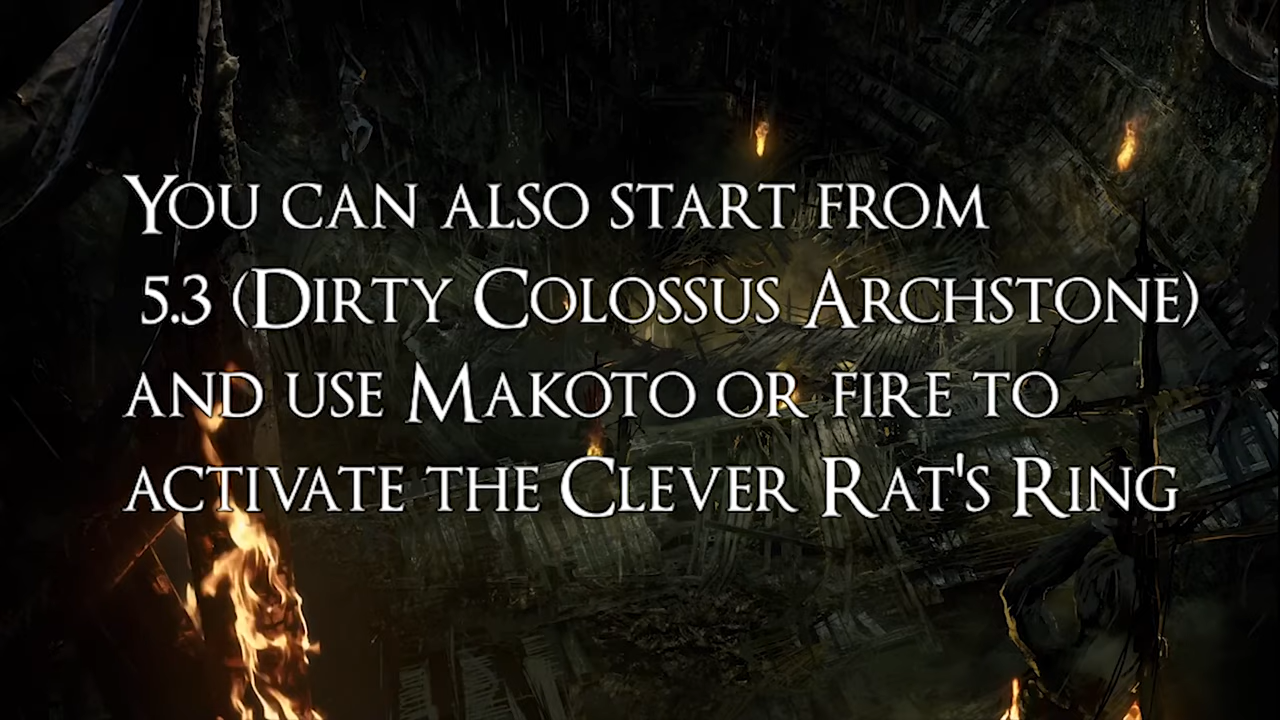 You can also start from
5.3 (Dirty Colossus Archstone)
and use Makoto or fire to
activate the Clever Rat's Ring